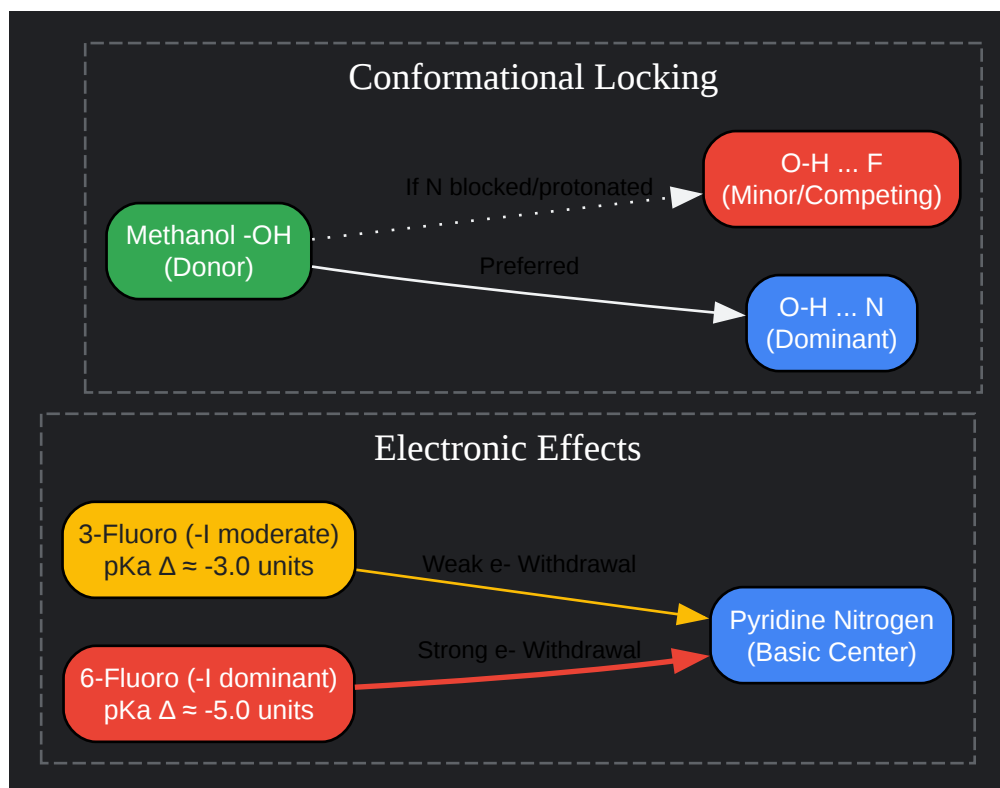 Conformational Locking
If N blocked/protonated
O-H ... F
(Minor/Competing)
Methanol -OH
(Donor)
Preferred
O-H ... N
(Dominant)
Electronic Effects
3-Fluoro (-I moderate)
pKa Δ ≈ -3.0 units
Weak e- Withdrawal
Pyridine Nitrogen
(Basic Center)
Strong e- Withdrawal
6-Fluoro (-I dominant)
pKa Δ ≈ -5.0 units